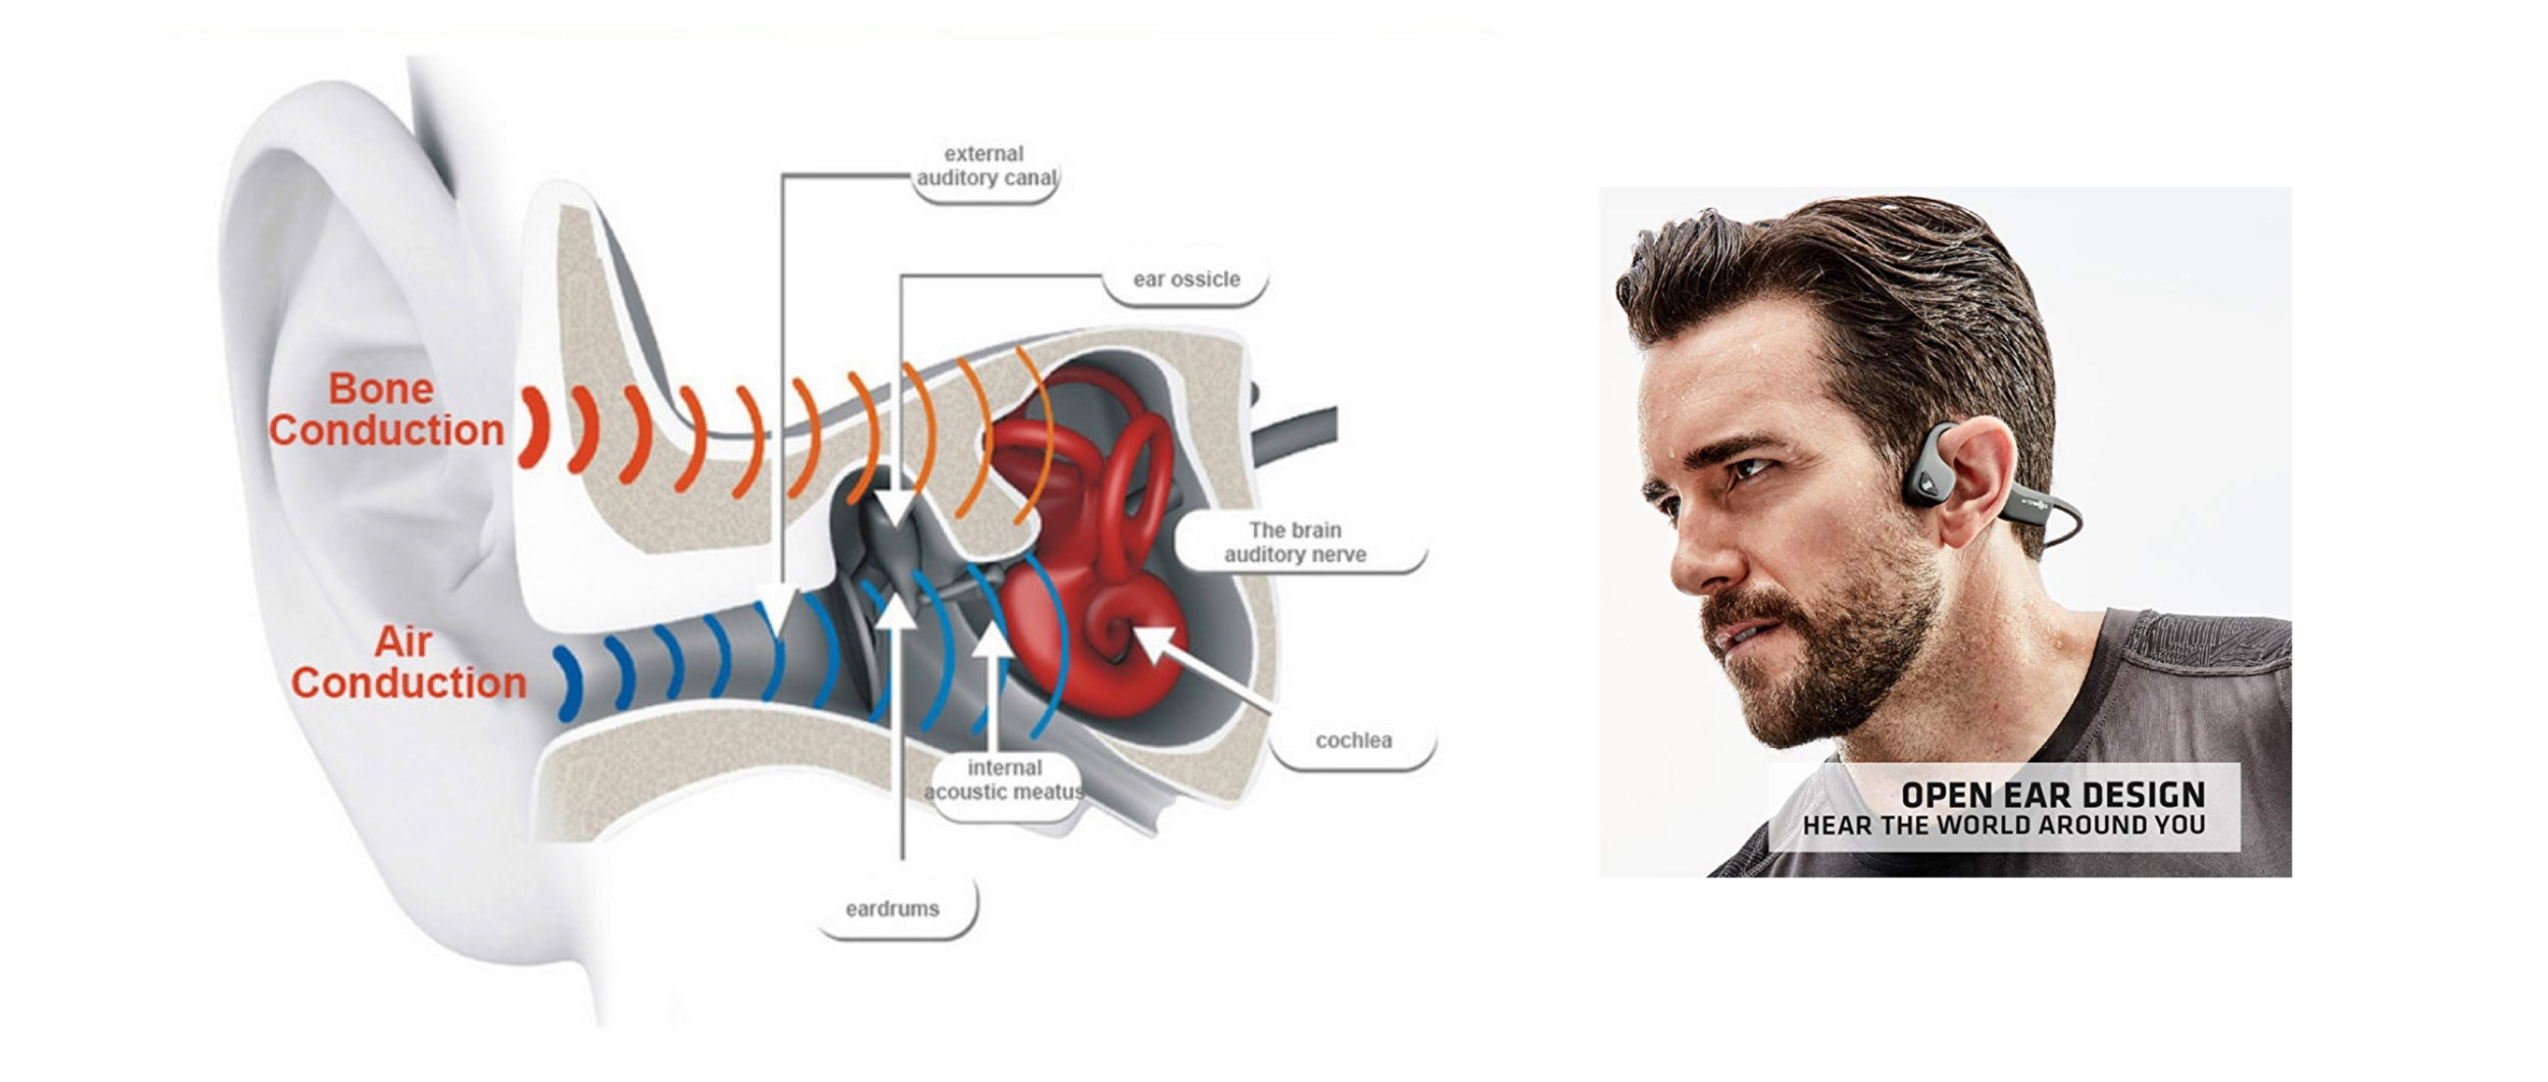 external
auditory canal
ear ossicle
Bone
Conduction
The brain
auditory nerve
Air
Conduction
cochlea
internal
acoustic meatus
eardrums
OPEN EAR DESIGN
HEAR THE WORLD AROUND YOU